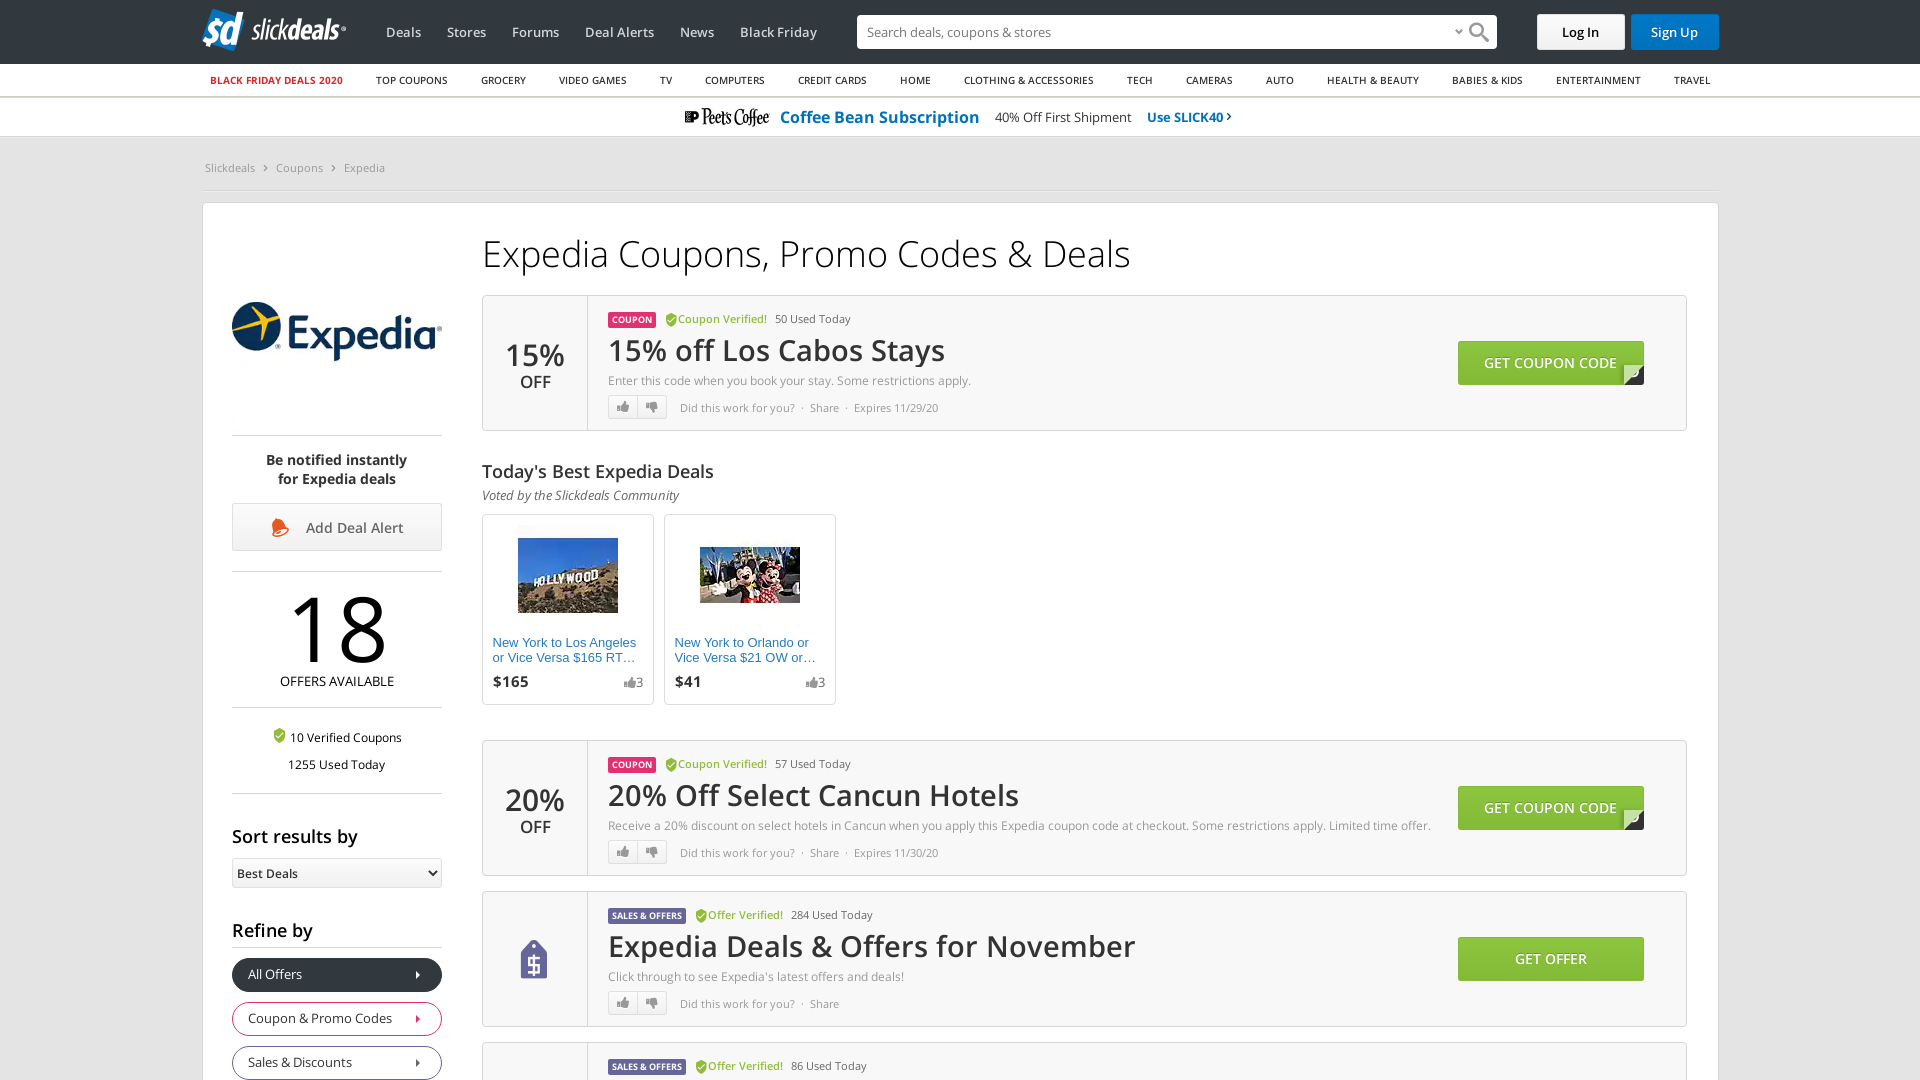 sd slickdeals
Deals
Stores
Forums
Deal Alerts
News
Black Friday
Search deals, coupons & stores
Log In
Sign Up
BLACK FRIDAY DEALS 2020
TOP COUPONS
GROCERY
VIDEO GAMES
TV
COMPUTERS
CREDIT CARDS
HOME
CLOTHING & ACCESSORIES
TECH
CAMERAS
AUTO
HEALTH & BEAUTY
BABIES & KIDS
ENTERTAINMENT
TRAVEL
Peet's Coffee Coffee Bean Subscription 40% Off First Shipment Use SLICK40
Slickdeals > Coupons > Expedia
Expedia®
Be notified instantly
for Expedia deals
Add Deal Alert
18
OFFERS AVAILABLE
10 Verified Coupons
1255 Used Today
Sort results by
Best Deals
Refine by
All Offers
Coupon & Promo Codes
Sales & Discounts
Expedia Coupons, Promo Codes & Deals
15%
OFF
COUPON Coupon Verified! 50 Used Today
15% off Los Cabos Stays
Enter this code when you book your stay. Some restrictions apply.
Did this work for you? · Share · Expires 11/29/20
GET COUPON CODE
Today's Best Expedia Deals
Voted by the Slickdeals Community
HOLLYWOOD
New York to Los Angeles
or Vice Versa $165 RT…
$165
3
New York to Orlando or
Vice Versa $21 OW or…
$41
3
20%
OFF
COUPON Coupon Verified! 57 Used Today
20% Off Select Cancun Hotels
Receive a 20% discount on select hotels in Cancun when you apply this Expedia coupon code at checkout. Some restrictions apply. Limited time offer.
Did this work for you? · Share · Expires 11/30/20
GET COUPON CODE
$
SALES & OFFERS Offer Verified! 284 Used Today
Expedia Deals & Offers for November
Click through to see Expedia's latest offers and deals!
Did this work for you? · Share
GET OFFER
SALES & OFFERS Offer Verified! 86 Used Today